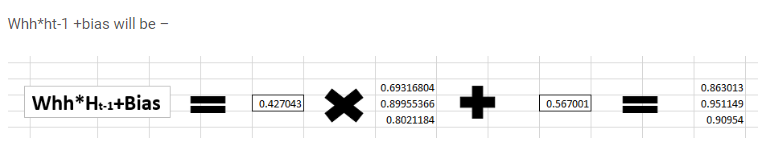 Whh*ht-1 +bias will be –
0.69316804 0.863013
Whh*Ht-1+Bias = 0.427043 × 0.89955366 + 0.567001 = 0.951149
0.8021184 0.90954